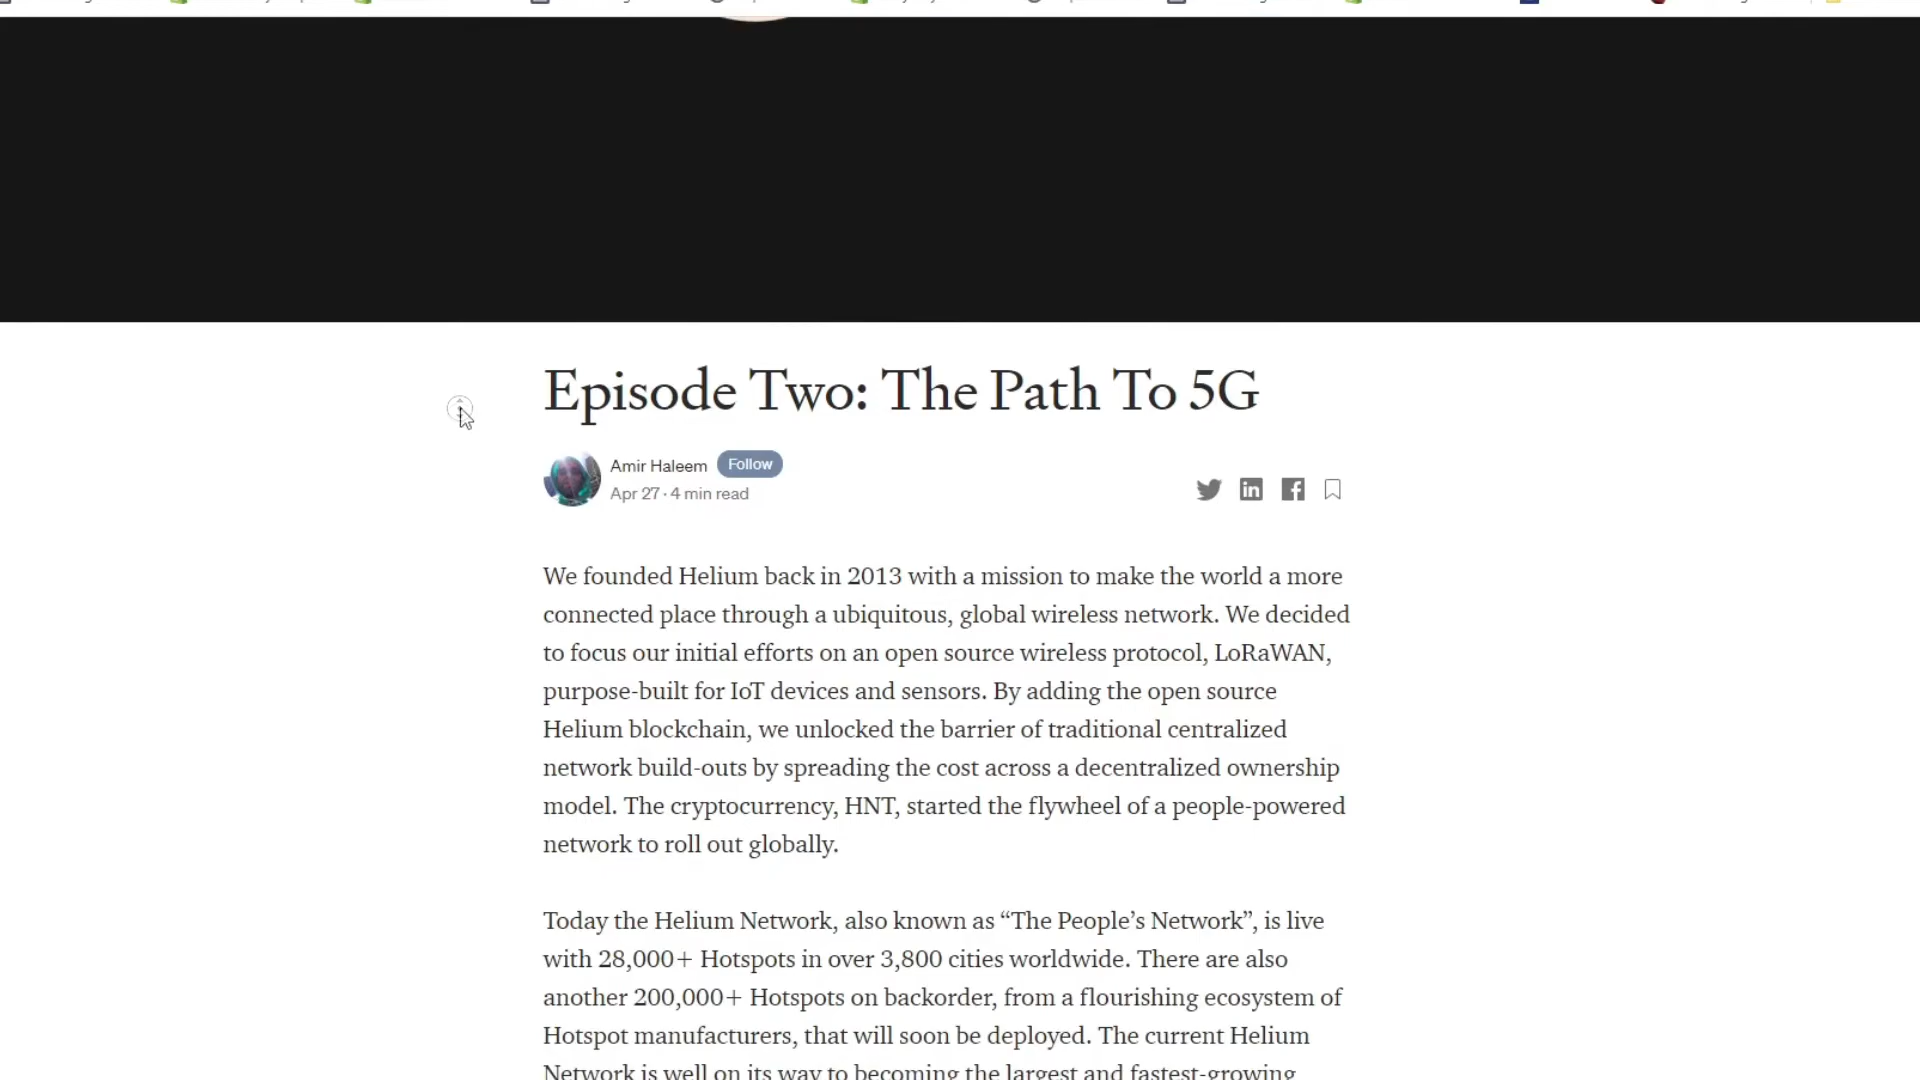 Episode Two: The Path To 5G
Amir Haleem Follow
Apr 27 · 4 min read
We founded Helium back in 2013 with a mission to make the world a more
connected place through a ubiquitous, global wireless network. We decided
to focus our initial efforts on an open source wireless protocol, LoRaWAN,
purpose-built for IoT devices and sensors. By adding the open source
Helium blockchain, we unlocked the barrier of traditional centralized
network build-outs by spreading the cost across a decentralized ownership
model. The cryptocurrency, HNT, started the flywheel of a people-powered
network to roll out globally.
Today the Helium Network, also known as “The People’s Network”, is live
with 28,000+ Hotspots in over 3,800 cities worldwide. There are also
another 200,000+ Hotspots on backorder, from a flourishing ecosystem of
Hotspot manufacturers, that will soon be deployed. The current Helium
Network is well on its way to becoming the largest and fastest-growing